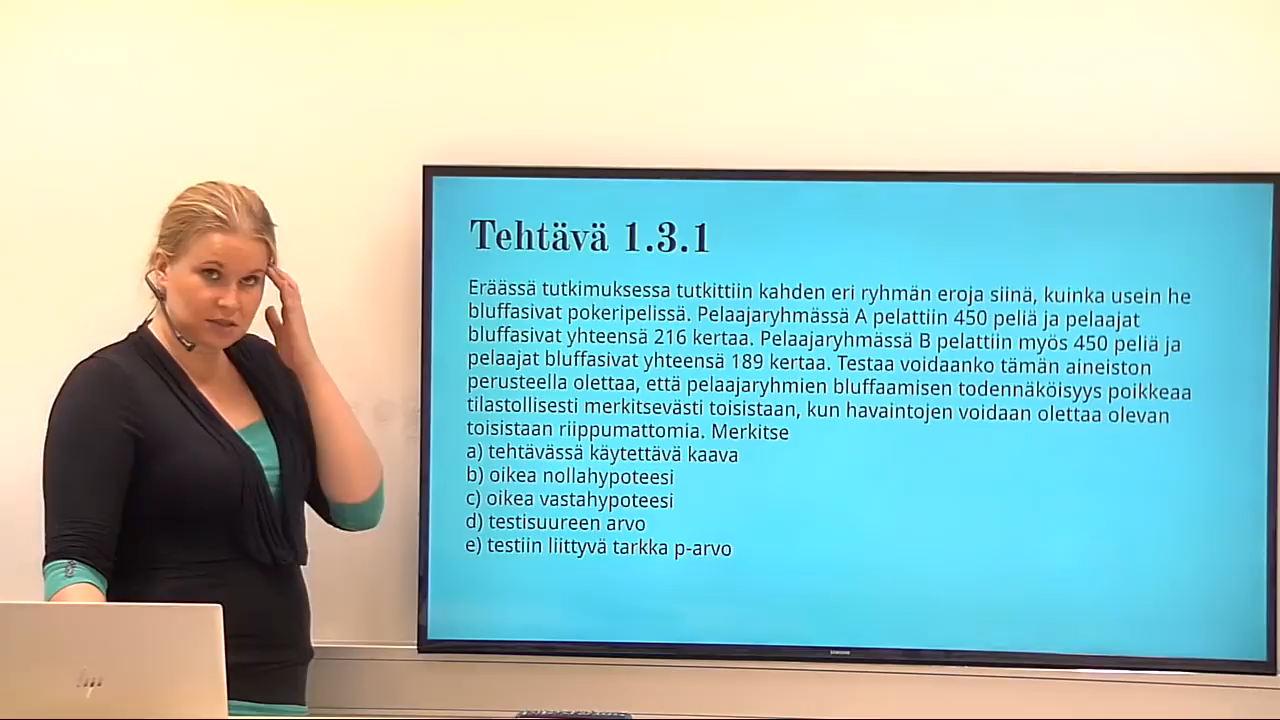 Tehtävä 1.3.1
Eräässä tutkimuksessa tutkittiin kahden eri ryhmän eroja siinä, kuinka usein he
bluffasivat pokeripelissä. Pelaajaryhmässä A pelattiin 450 peliä ja pelaajat
bluffasivat yhteensä 216 kertaa. Pelaajaryhmässä B pelattiin myös 450 peliä ja
pelaajat bluffasivat yhteensä 189 kertaa. Testaa voidaanko tämän aineiston
perusteella olettaa, että pelaajaryhmien bluffaamisen todennäköisyys poikkeaa
tilastollisesti merkitsevästi toisistaan, kun havaintojen voidaan olettaa olevan
toisistaan riippumattomia. Merkitse
a) tehtävässä käytettävä kaava
b) oikea nollahypoteesi
c) oikea vastahypoteesi
d) testisuureen arvo
e) testiin liittyvä tarkka p-arvo
SAMSUNG
hp